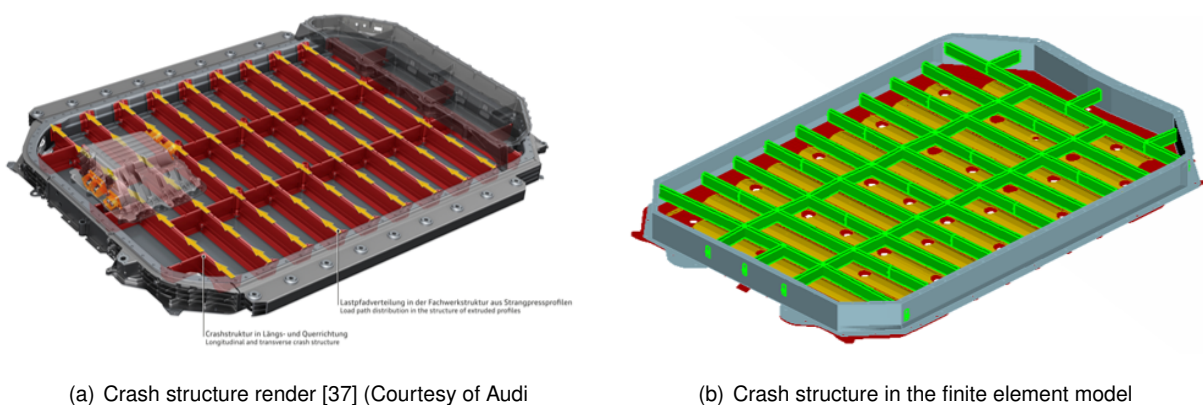 Lastpfadverteilung in der Fachwerkstruktur aus Strangpressprofilen
Load path distribution in the structure of extruded profiles
Crashstruktur in Längs- und Querrichtung
Longitudinal and transverse crash structure
(a) Crash structure render [37] (Courtesy of Audi
(b) Crash structure in the finite element model